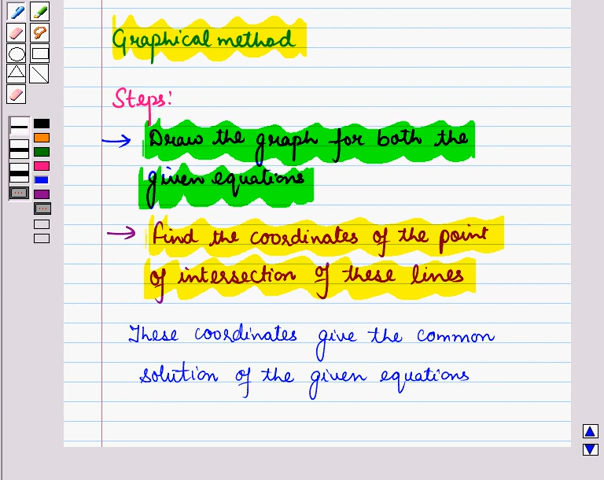 Graphical method
Steps:
→ Draw the graph for both the
given equations
→ Find the coordinates of the point
of intersection of these lines
These coordinates give the common
solution of the given equations